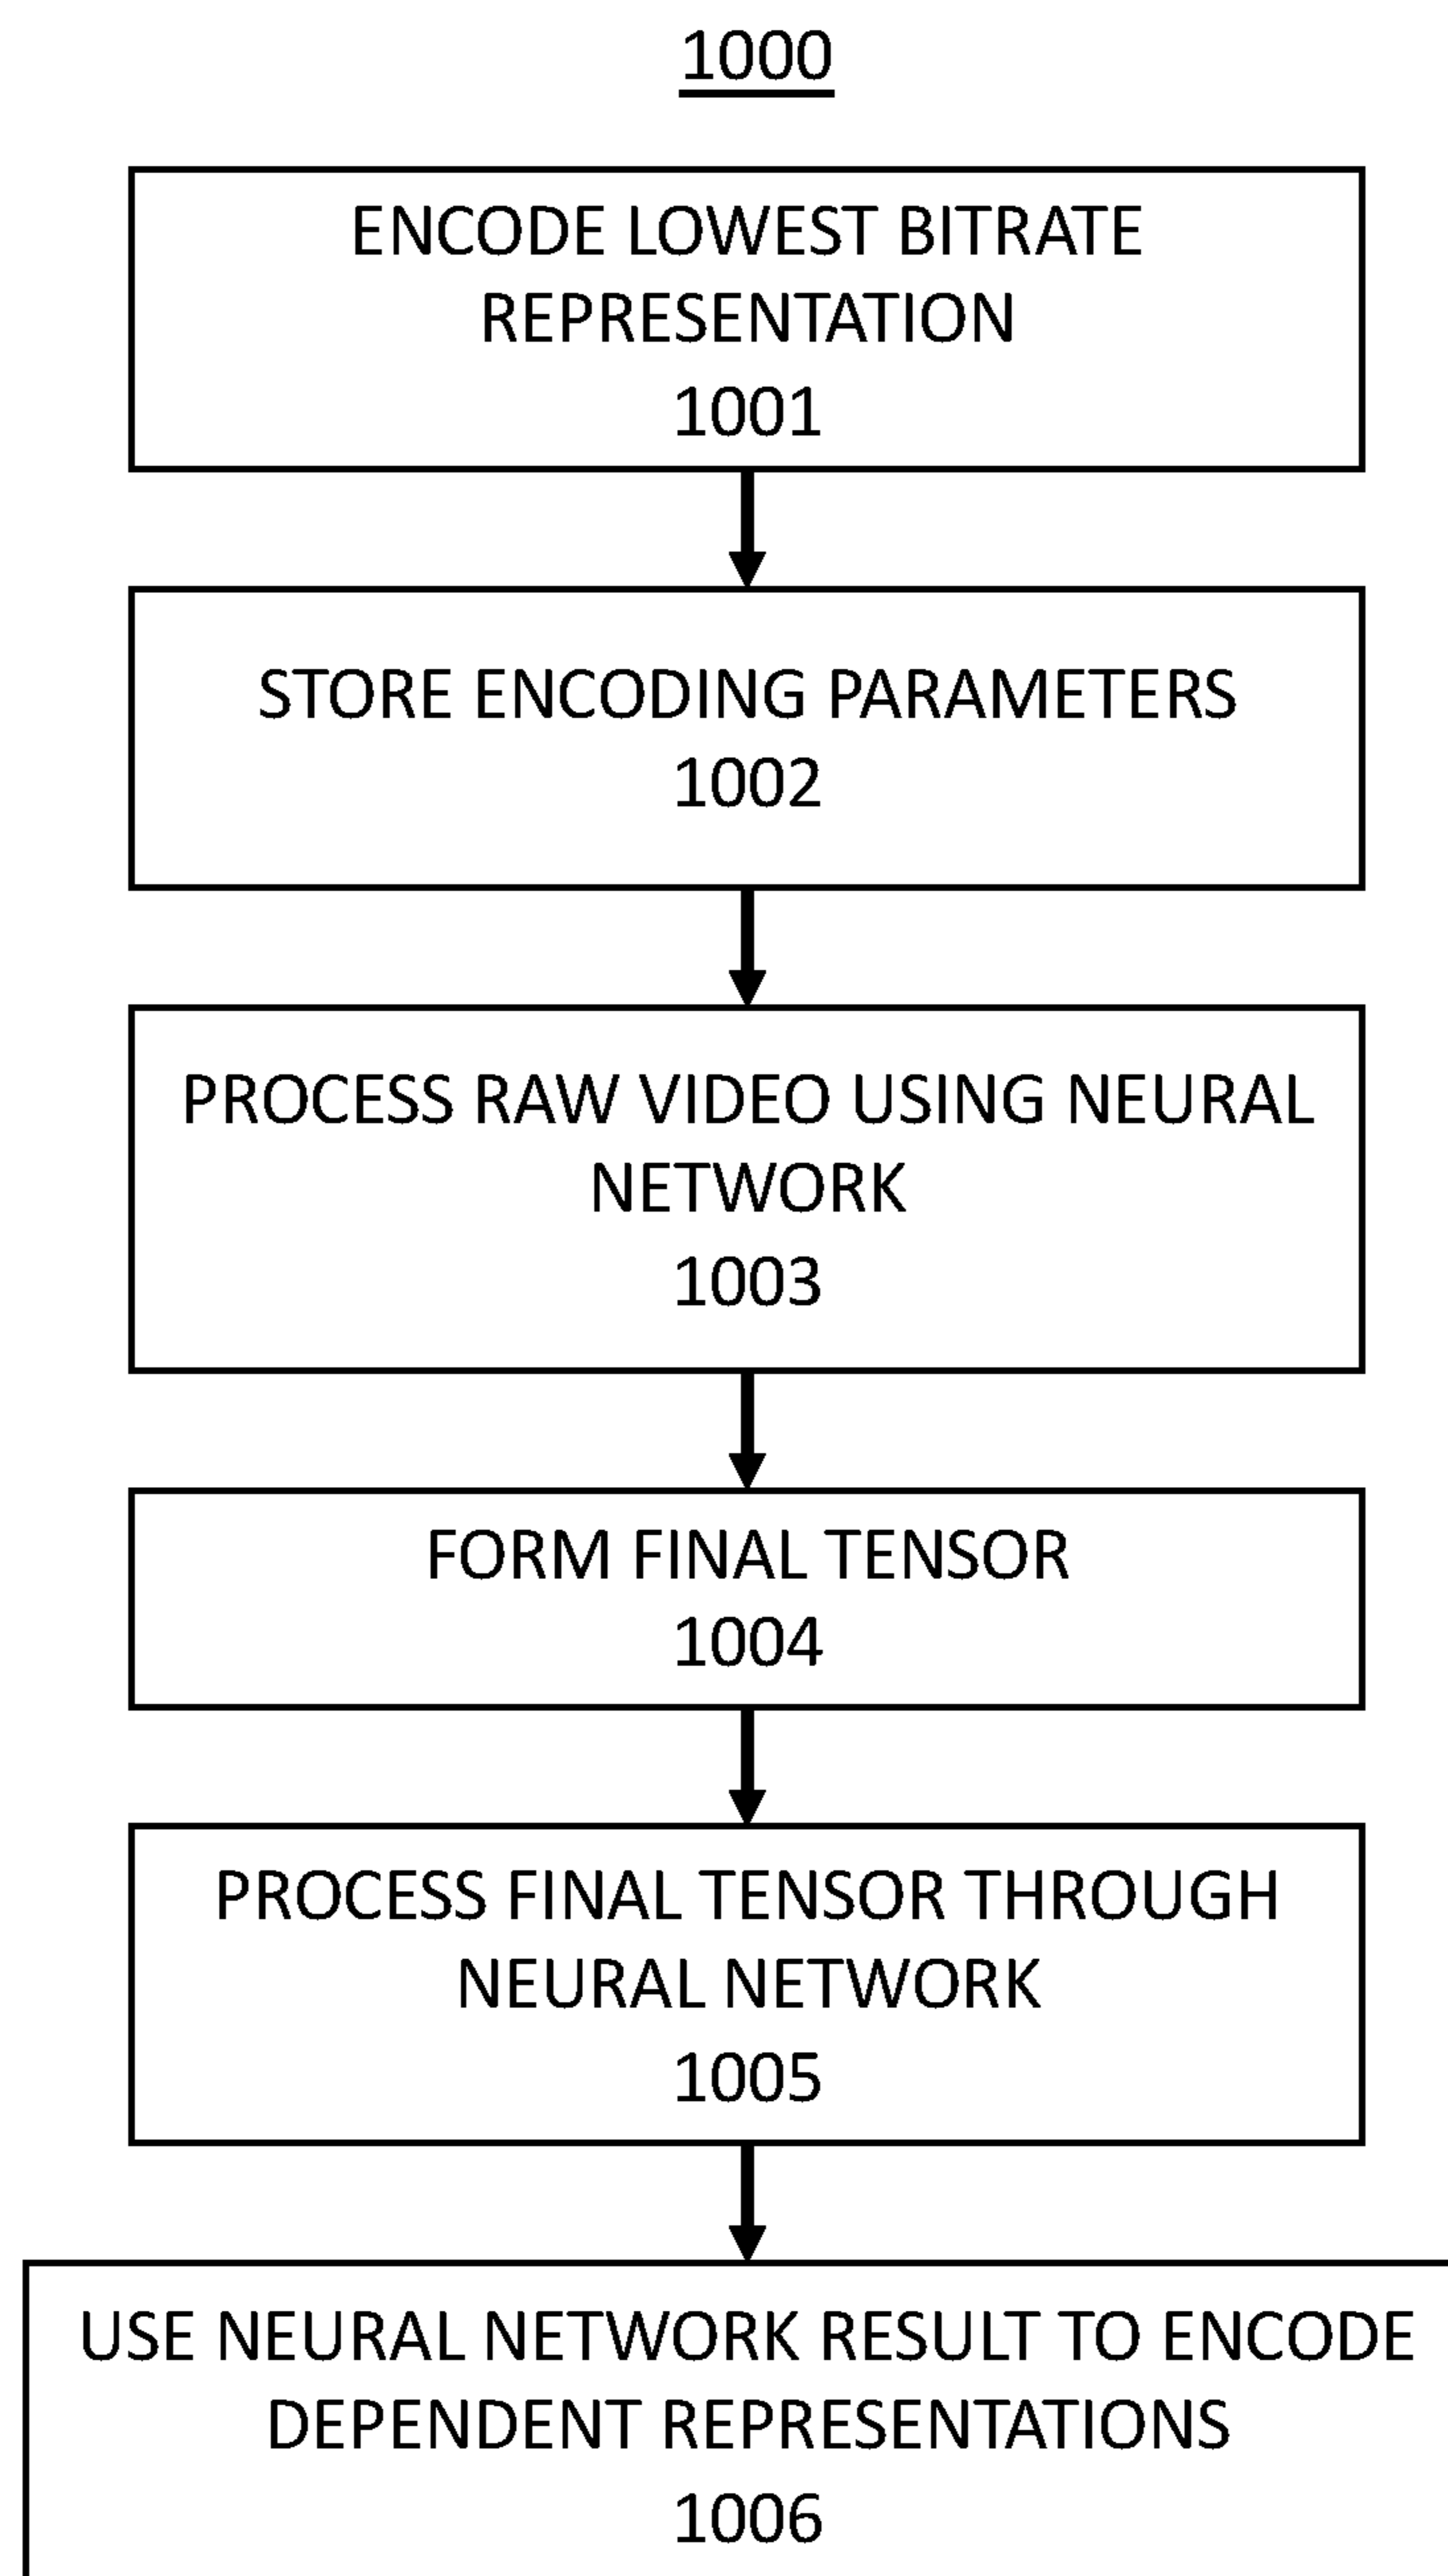 1000
ENCODE LOWEST BITRATE
REPRESENTATION
1001
STORE ENCODING PARAMETERS
1002
PROCESS RAW VIDEO USING NEURAL
NETWORK
1003
FORM FINAL TENSOR
1004
PROCESS FINAL TENSOR THROUGH
NEURAL NETWORK
1005
USE NEURAL NETWORK RESULT TO ENCODE
DEPENDENT REPRESENTATIONS
1006